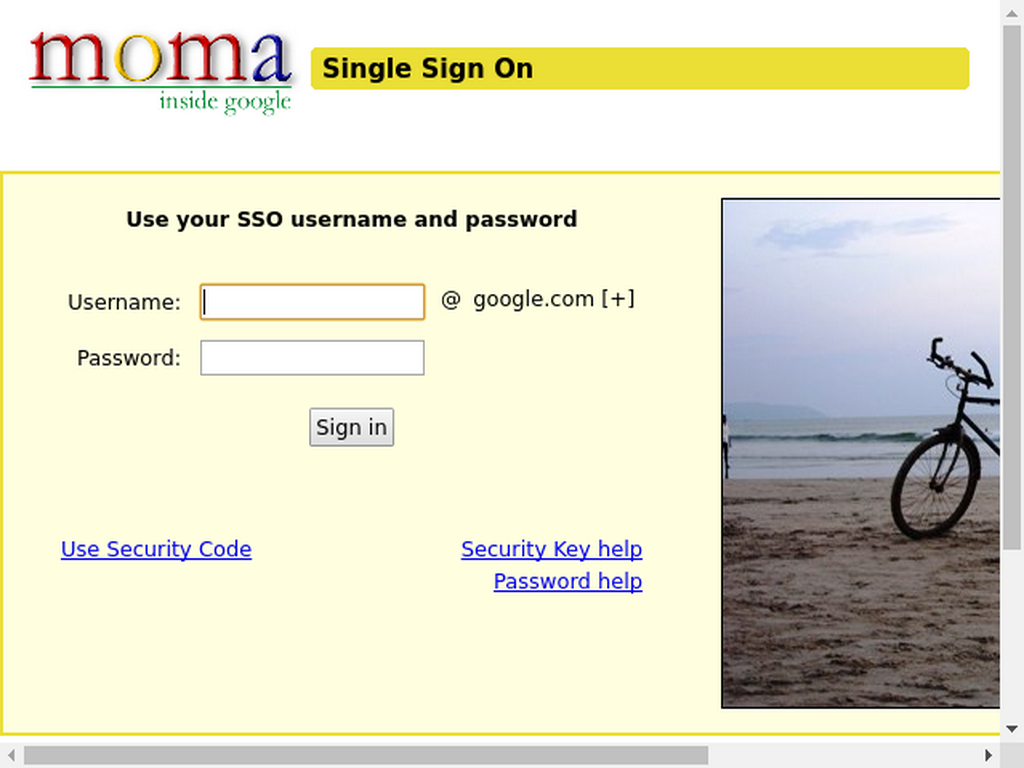 moma
inside google
Single Sign On
Use your SSO username and password
Username: @ google.com [+]
Password:
Sign in
Use Security Code
Security Key help
Password help